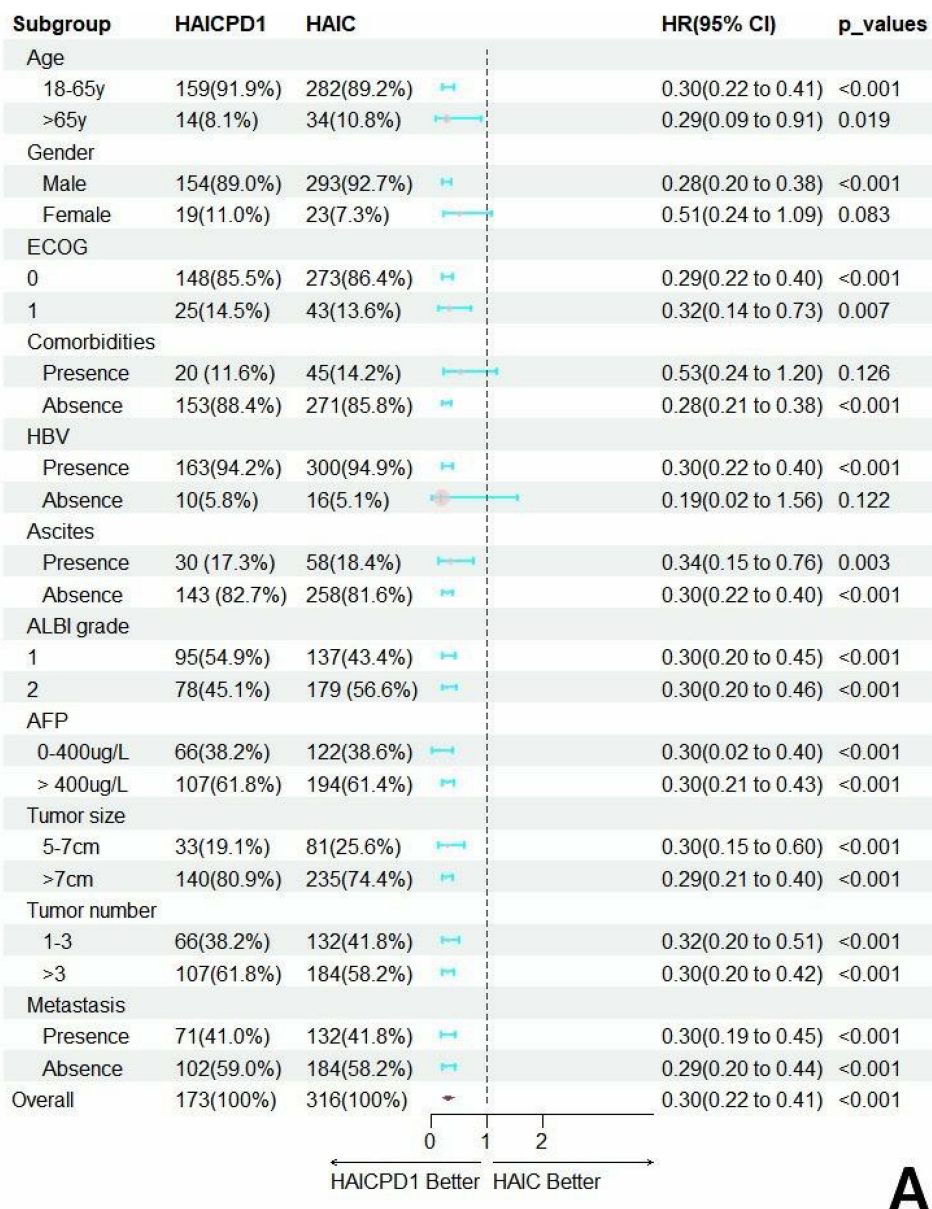 Subgroup HAICPD1 HAIC HR(95% CI) p_values
Age
18-65y 159(91.9%) 282(89.2%) 0.30(0.22 to 0.41) <0.001
>65y 14(8.1%) 34(10.8%) 0.29(0.09 to 0.91) 0.019
Gender
Male 154(89.0%) 293(92.7%) 0.28(0.20 to 0.38) <0.001
Female 19(11.0%) 23(7.3%) 0.51(0.24 to 1.09) 0.083
ECOG
0 148(85.5%) 273(86.4%) 0.29(0.22 to 0.40) <0.001
1 25(14.5%) 43(13.6%) 0.32(0.14 to 0.73) 0.007
Comorbidities
Presence 20 (11.6%) 45(14.2%) 0.53(0.24 to 1.20) 0.126
Absence 153(88.4%) 271(85.8%) 0.28(0.21 to 0.38) <0.001
HBV
Presence 163(94.2%) 300(94.9%) 0.30(0.22 to 0.40) <0.001
Absence 10(5.8%) 16(5.1%) 0.19(0.02 to 1.56) 0.122
Ascites
Presence 30 (17.3%) 58(18.4%) 0.34(0.15 to 0.76) 0.003
Absence 143 (82.7%) 258(81.6%) 0.30(0.22 to 0.40) <0.001
ALBI grade
1 95(54.9%) 137(43.4%) 0.30(0.20 to 0.45) <0.001
2 78(45.1%) 179 (56.6%) 0.30(0.20 to 0.46) <0.001
AFP
0-400ug/L 66(38.2%) 122(38.6%) 0.30(0.02 to 0.40) <0.001
> 400ug/L 107(61.8%) 194(61.4%) 0.30(0.21 to 0.43) <0.001
Tumor size
5-7cm 33(19.1%) 81(25.6%) 0.30(0.15 to 0.60) <0.001
>7cm 140(80.9%) 235(74.4%) 0.29(0.21 to 0.40) <0.001
Tumor number
1-3 66(38.2%) 132(41.8%) 0.32(0.20 to 0.51) <0.001
>3 107(61.8%) 184(58.2%) 0.30(0.20 to 0.42) <0.001
Metastasis
Presence 71(41.0%) 132(41.8%) 0.30(0.19 to 0.45) <0.001
Absence 102(59.0%) 184(58.2%) 0.29(0.20 to 0.44) <0.001
Overall 173(100%) 316(100%) 0.30(0.22 to 0.41) <0.001
0 1 2
HAICPD1 Better HAIC Better
A